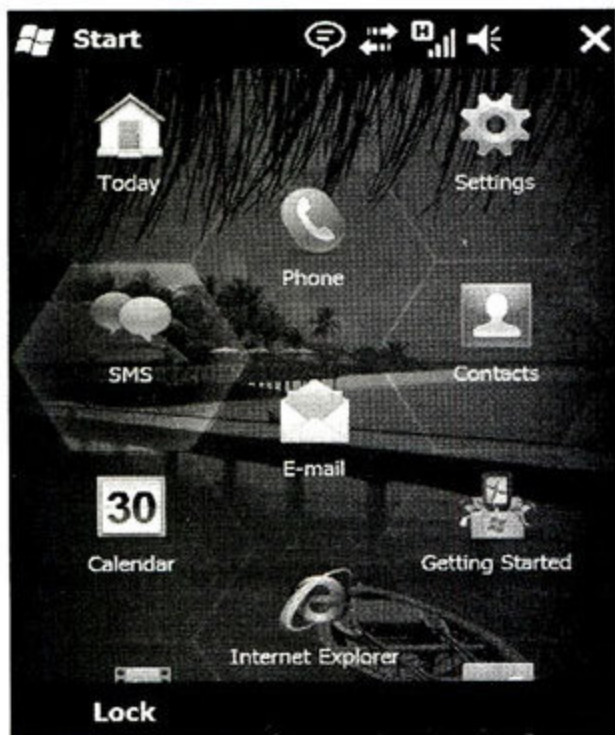 Start
H
Today
Settings
Phone
SMS
Contacts
E-mail
30
Calendar
Getting Started
Internet Explorer
Lock